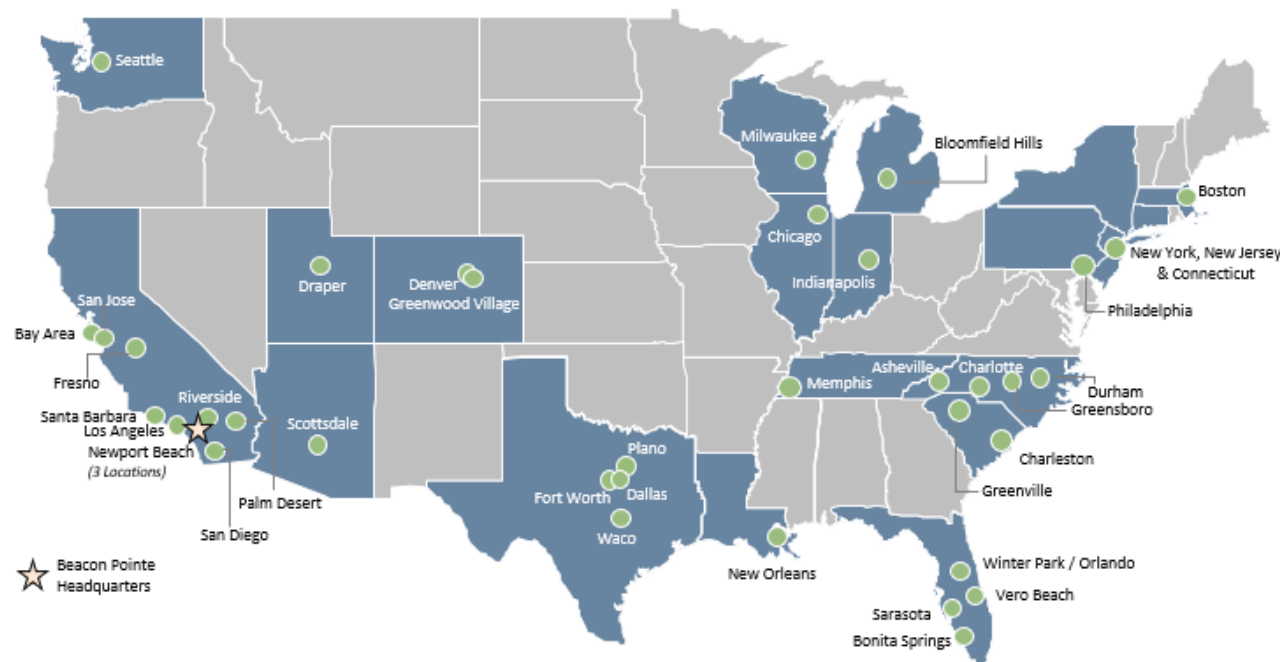 Seattle
Milwaukee
Bloomfield Hills
Boston
Chicago
New York, New Jersey
& Connecticut
Draper
Denver
Greenwood Village
Indianapolis
San Jose
Bay Area
Philadelphia
Fresno
Asheville
Charlotte
Memphis
Durham
Greensboro
Riverside
Santa Barbara
Los Angeles
Newport Beach
(3 Locations)
Scottsdale
Charleston
Greenville
Plano
Fort Worth
Dallas
Palm Desert
San Diego
Waco
New Orleans
Winter Park / Orlando
Vero Beach
Sarasota
Bonita Springs
Beacon Pointe
Headquarters